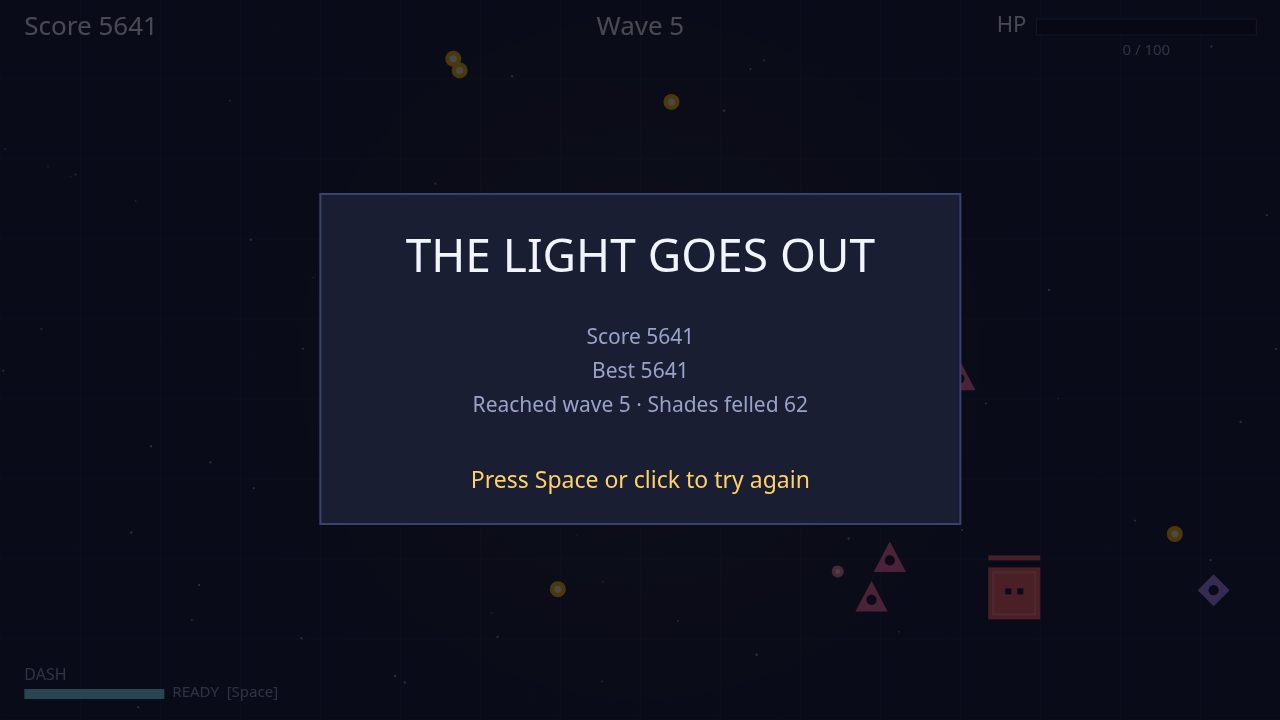 Score 5641
Wave 5
HP
0 / 100
THE LIGHT GOES OUT
Score 5641
Best 5641
Reached wave 5 · Shades felled 62
Press Space or click to try again
DASH
READY [Space]